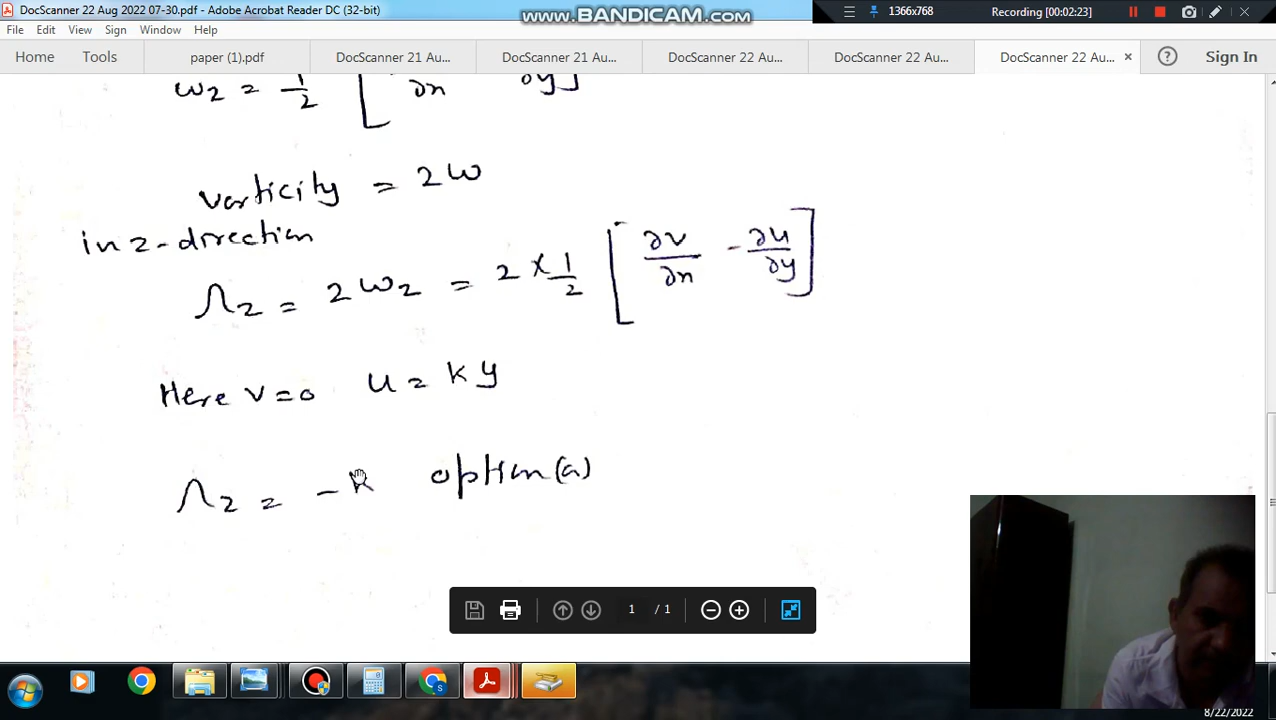 DocScanner 22 Aug 2022 07-30.pdf - Adobe Acrobat Reader DC (32-bit)
www.BANDICAM.com
1366x768
Recording [00:02:23]
File Edit View Sign Window Help
Home Tools paper (1).pdf DocScanner 21 Au... DocScanner 21 Au... DocScanner 22 Au... DocScanner 22 Au... DocScanner 22 Au... × Sign In
ωz = 1/2 [ ∂x ∂y ]
vorticity = 2ω
in z-direction
Ωz = 2ωz = 2 × 1/2 [ ∂v/∂x - ∂u/∂y ]
Here v=0 u = ky
Ωz = -k option(a)
1 / 1
8/22/2022